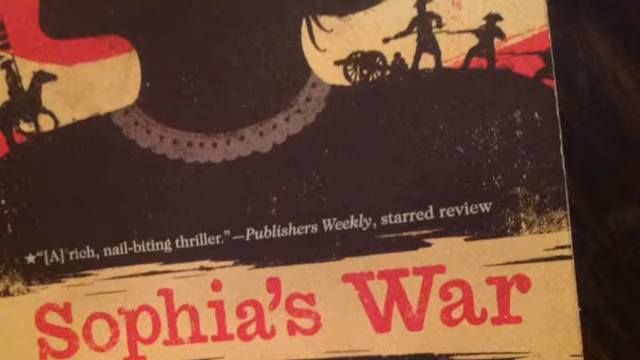 ★“[A] rich, nail-biting thriller.”—Publishers Weekly, starred review
Sophia's War